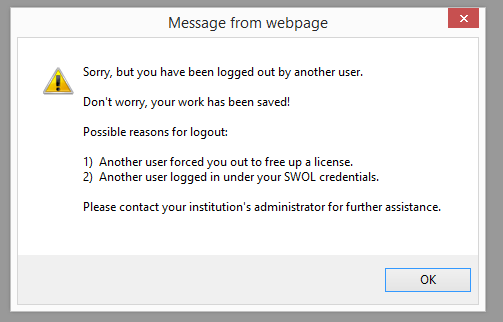 Message from webpage
Sorry, but you have been logged out by another user.
Don't worry, your work has been saved!
Possible reasons for logout:
1) Another user forced you out to free up a license.
2) Another user logged in under your SWOL credentials.
Please contact your institution's administrator for further assistance.
OK